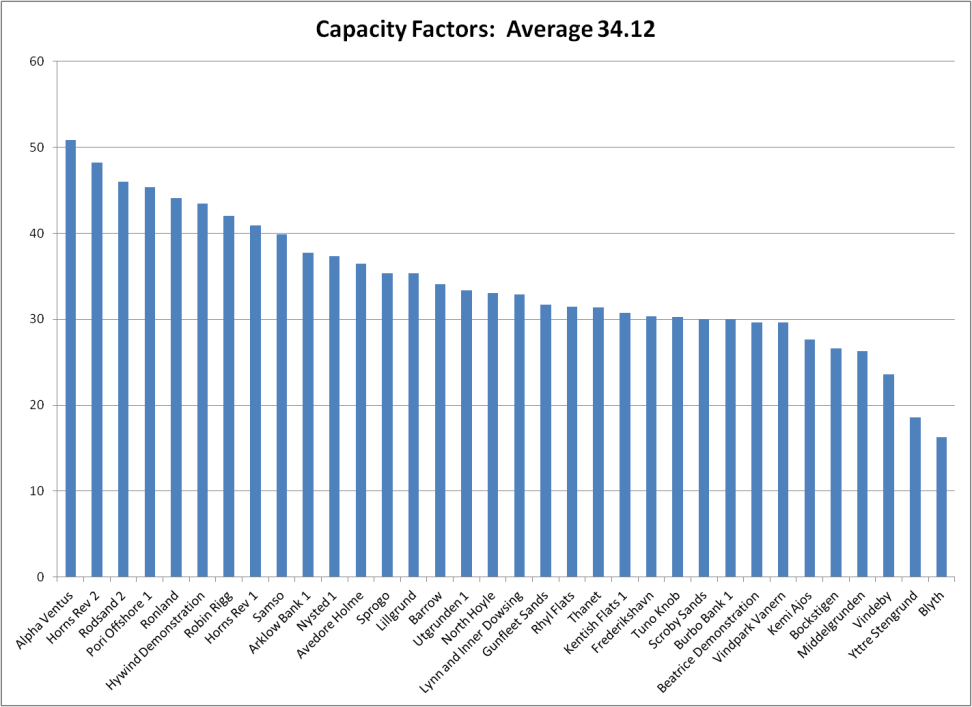 Capacity Factors:  Average 34.12
60
50
40
30
20
10
0
Alpha Ventus
Horns Rev 2
Rodsand 2
Pori Offshore 1
Ronland
Hywind Demonstration
Robin Rigg
Horns Rev 1
Samso
Arklow Bank 1
Nysted 1
Avedore Holme
Sprogo
Lillgrund
Barrow
Utgrunden 1
North Hoyle
Lynn and Inner Dowsing
Gunfleet Sands
Rhyl Flats
Thanet
Kentish Flats 1
Frederikshavn
Tuno Knob
Scroby Sands
Burbo Bank 1
Beatrice Demonstration
Vindpark Vanern
Kemi Ajos
Bockstigen
Middelgrunden
Vindeby
Yttre Stengrund
Blyth